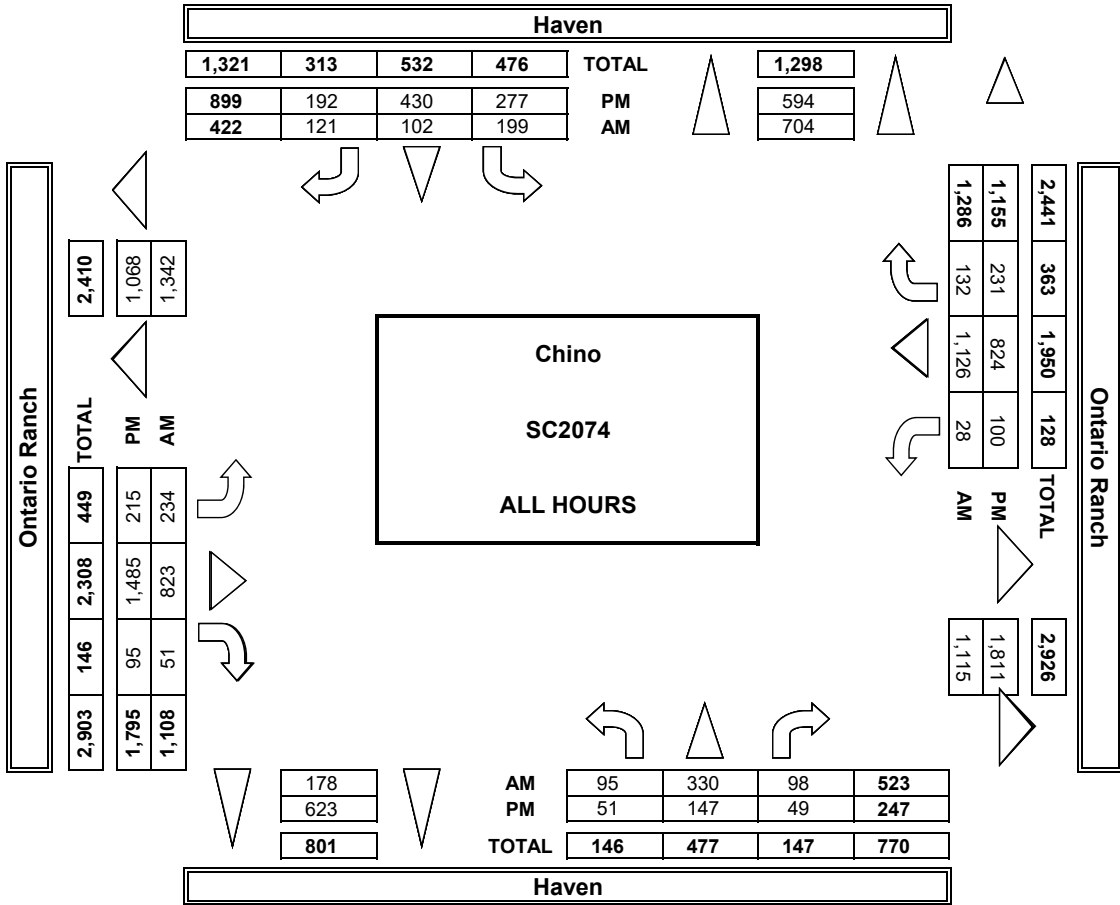 Haven
1,321 313 532 476 TOTAL 1,298
899 192 430 277 PM 594
422 121 102 199 AM 704
Ontario Ranch
2,410
1,068
1,342
TOTAL 449 2,308 146 2,903
PM 215 1,485 95 1,795
AM 234 823 51 1,108
Chino
SC2074
ALL HOURS
2,441 363 1,950 128 TOTAL
1,155 231 824 100 PM
1,286 132 1,126 28 AM
2,926
1,811
1,115
Ontario Ranch
178 AM 95 330 98 523
623 PM 51 147 49 247
801 TOTAL 146 477 147 770
Haven